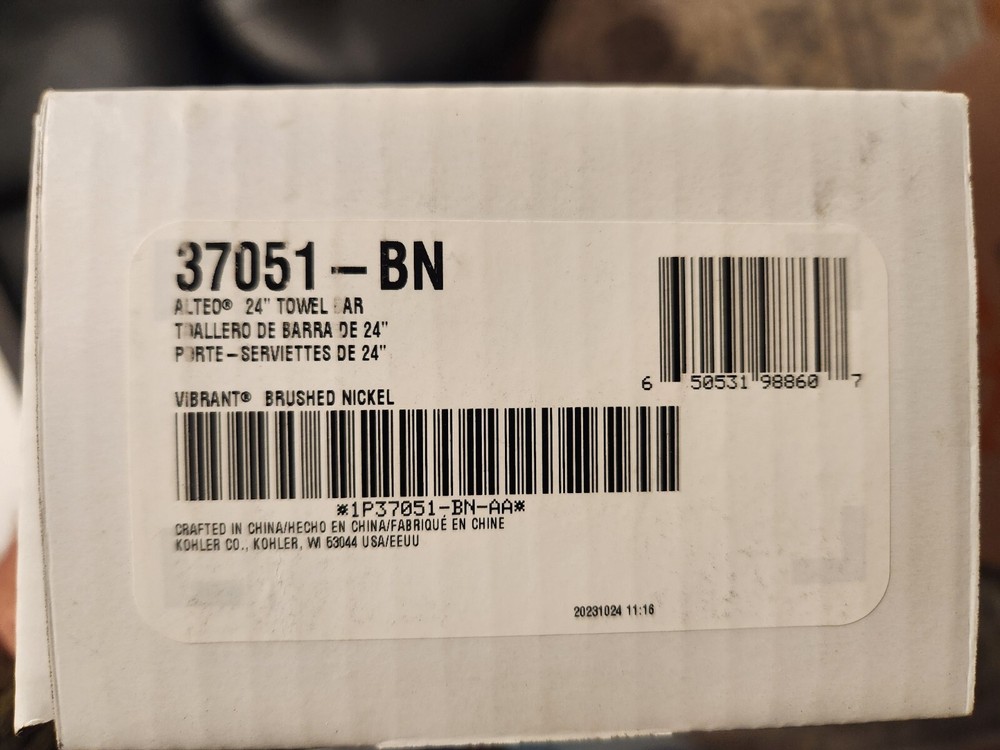 37051-BN
ALTEO® 24" TOWEL BAR
TOALLERO DE BARRA DE 24"
PORTE-SERVIETTES DE 24"
6 50531 98860 7
VIBRANT® BRUSHED NICKEL
*1P37051-BN-AA*
CRAFTED IN CHINA/HECHO EN CHINA/FABRIQUÉ EN CHINE
KOHLER CO., KOHLER, WI 53044 USA/EEUU
20231024 11:16